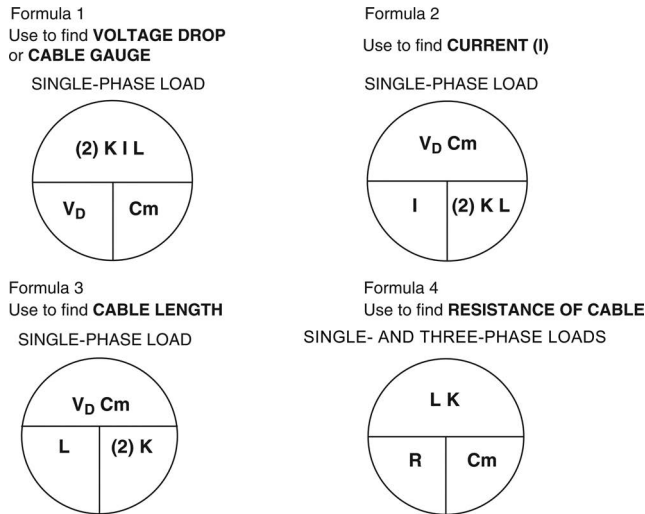 Formula 1
Use to find VOLTAGE DROP
or CABLE GAUGE
SINGLE-PHASE LOAD
(2) K I L
VD
Cm
Formula 2
Use to find CURRENT (I)
SINGLE-PHASE LOAD
VD Cm
I
(2) K L
Formula 3
Use to find CABLE LENGTH
SINGLE-PHASE LOAD
VD Cm
L
(2) K
Formula 4
Use to find RESISTANCE OF CABLE
SINGLE- AND THREE-PHASE LOADS
L K
R
Cm